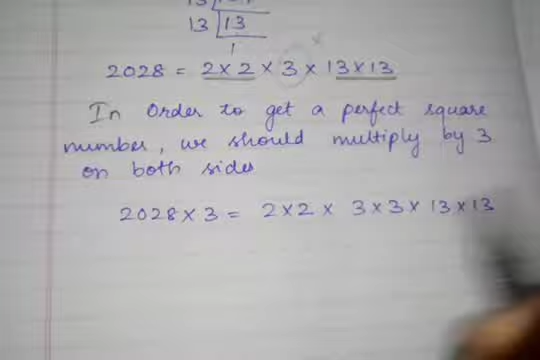 13 13
1
2028 = 2 × 2 × 3 × 13 × 13
In Order to get a perfect square
number, we should multiply by 3
on both sides
2028 × 3 = 2 × 2 × 3 × 3 × 13 × 13